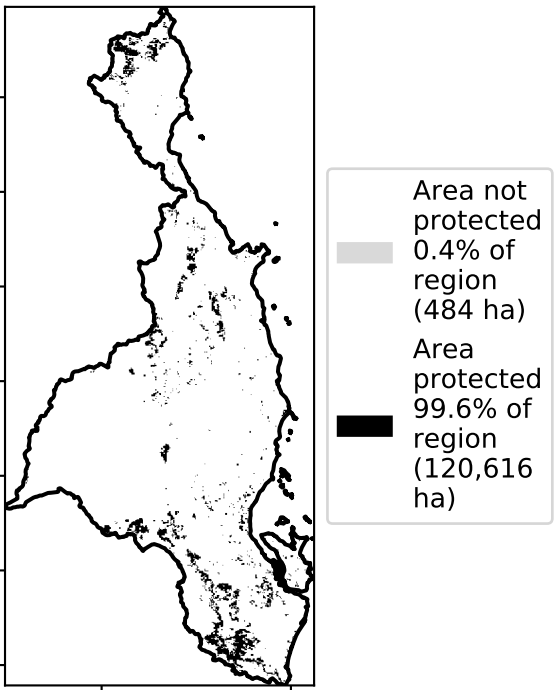 Area not
protected
0.4% of
region
(484 ha)
Area
protected
99.6% of
region
(120,616
ha)